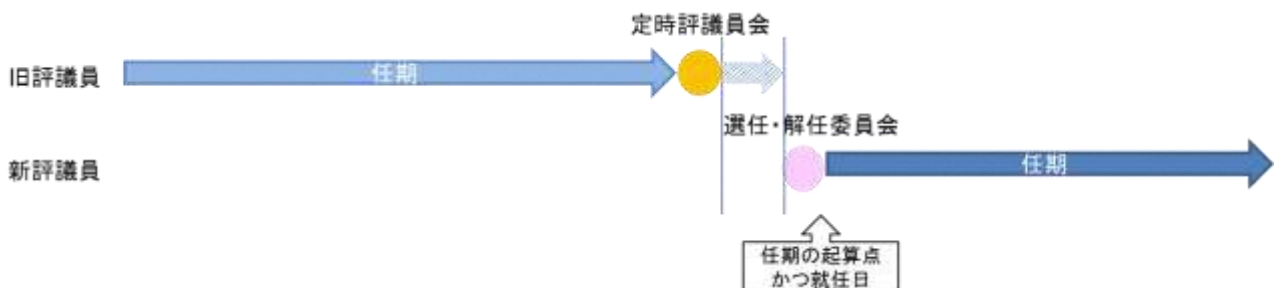 定時評議員会
旧評議員
任期
選任・解任委員会
新評議員
任期
任期の起算点
かつ就任日